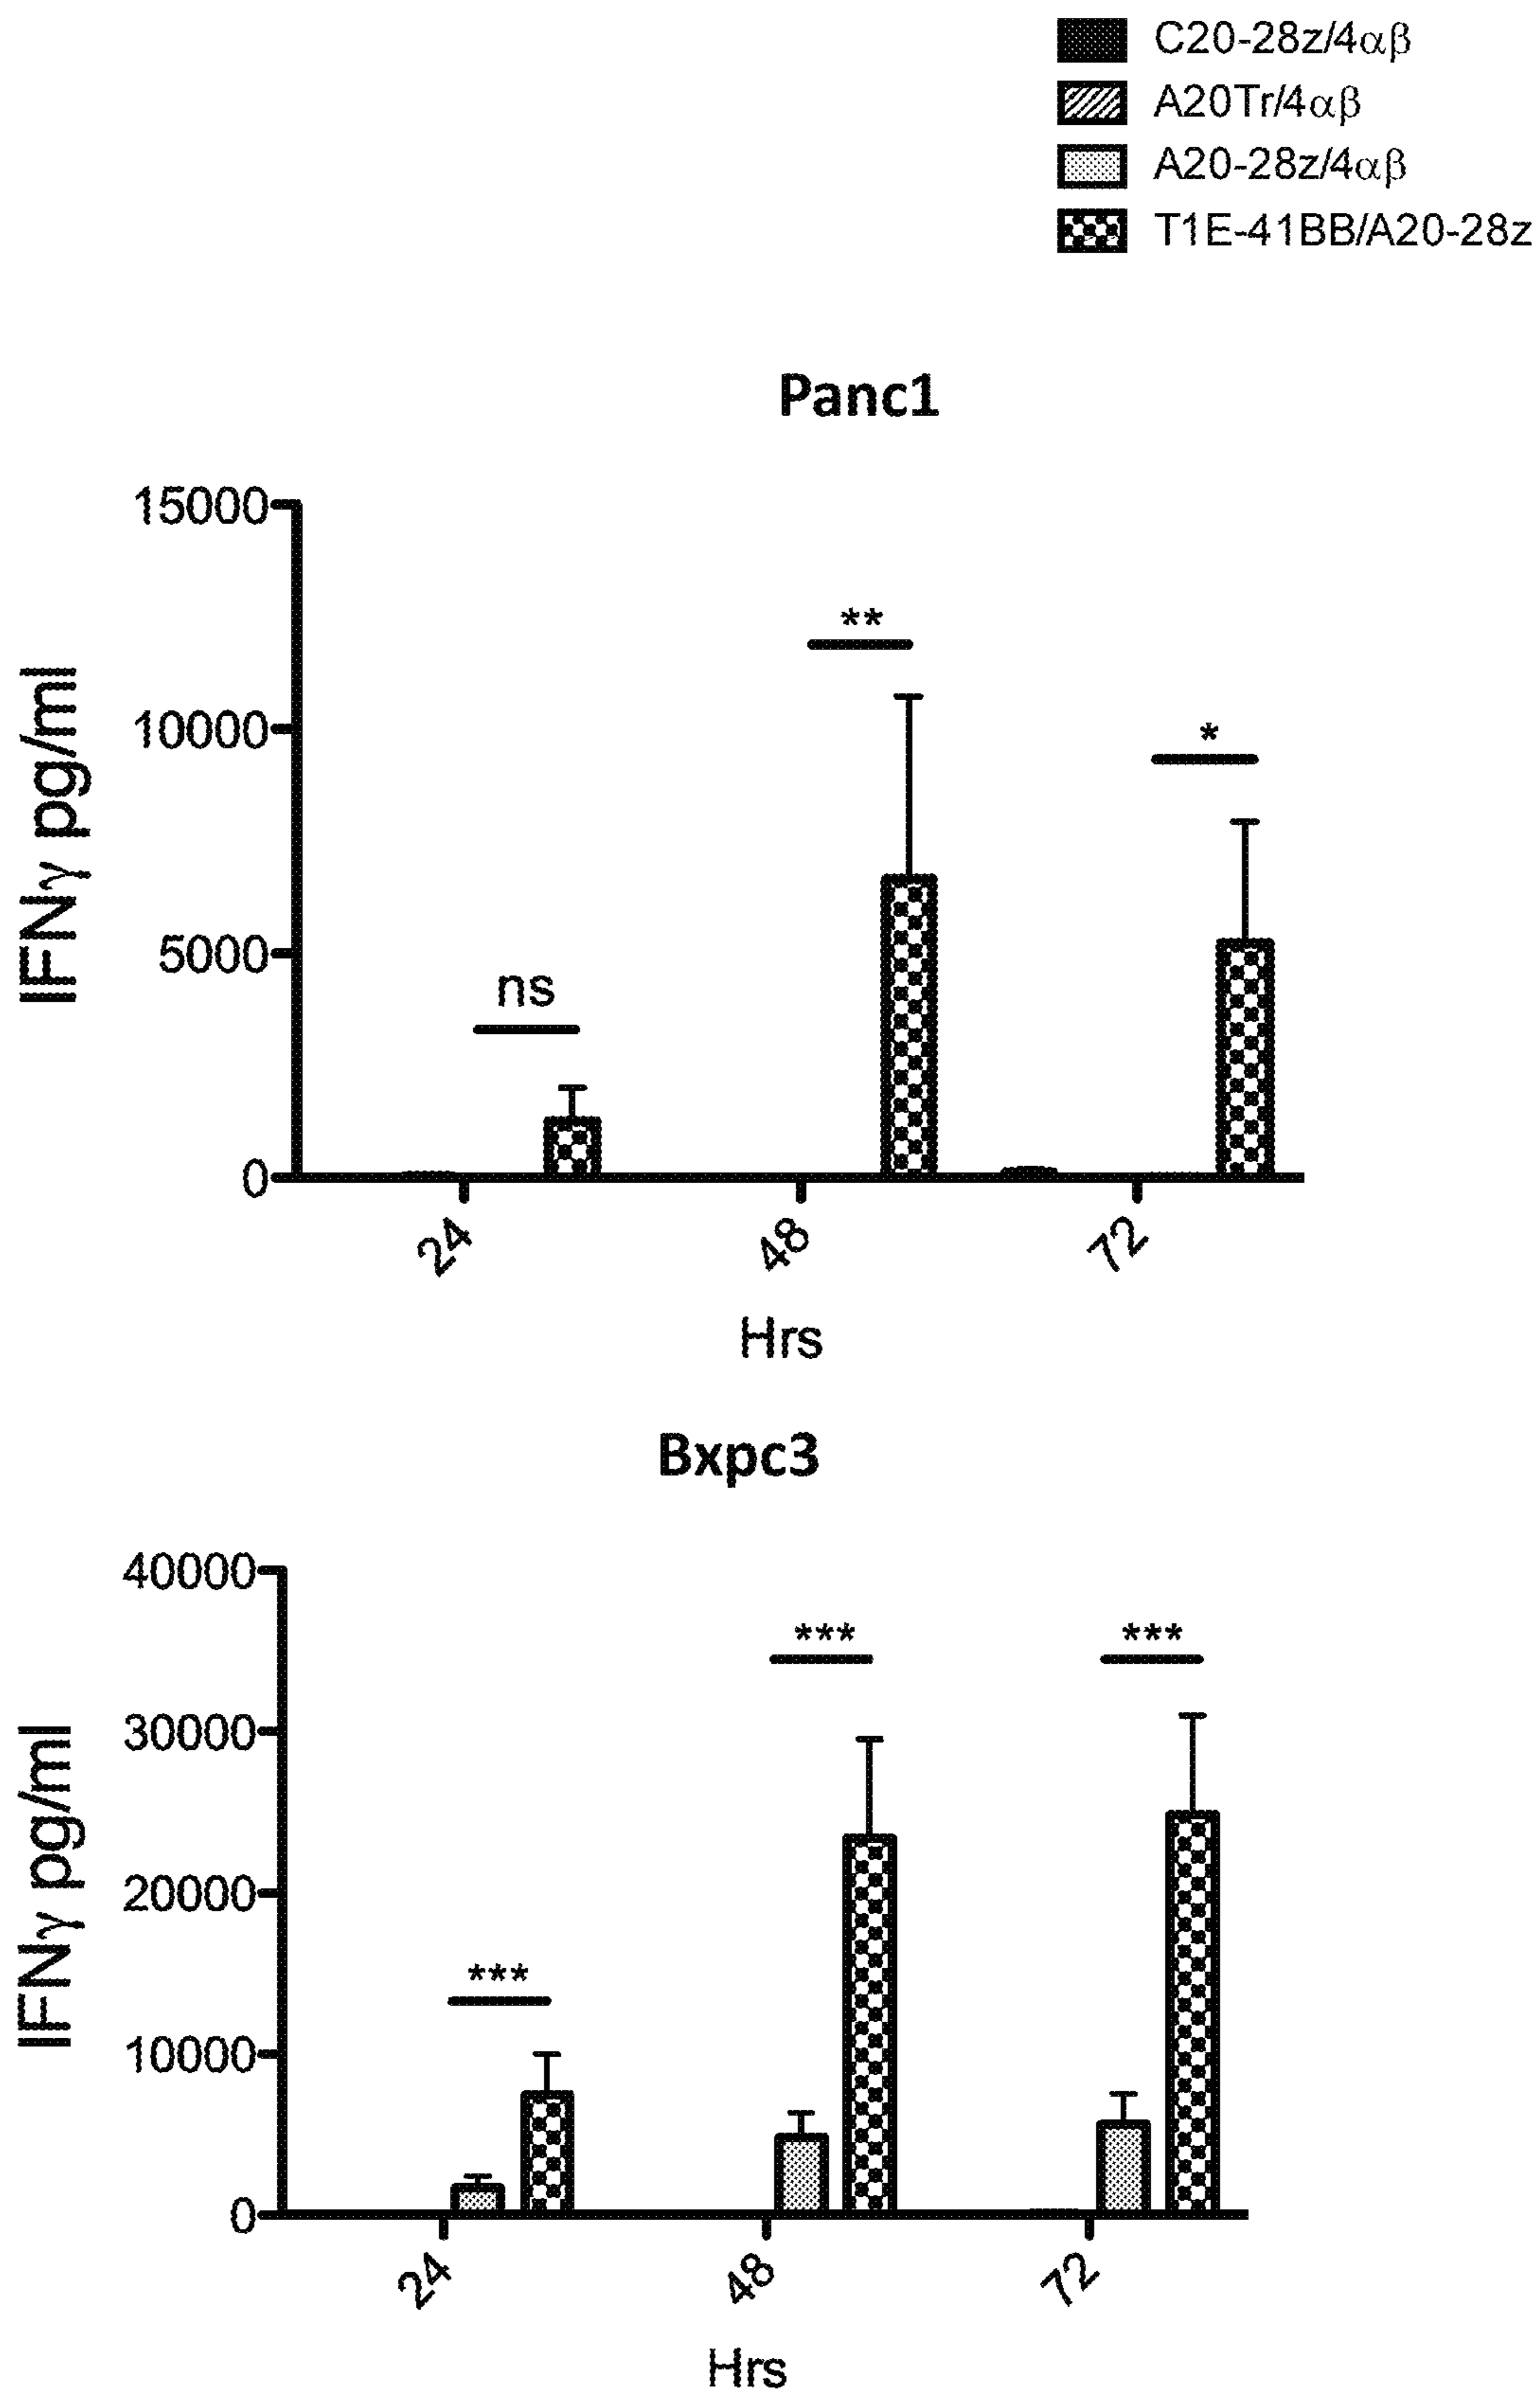 C20-28z/4αβ
A20Tr/4αβ
A20-28z/4αβ
T1E-41BB/A20-28z
Panc1
15000
10000
5000
0
IFNγ pg/ml
ns
**
*
24
48
72
Hrs
Bxpc3
40000
30000
20000
10000
0
IFNγ pg/ml
***
***
***
24
48
72
Hrs